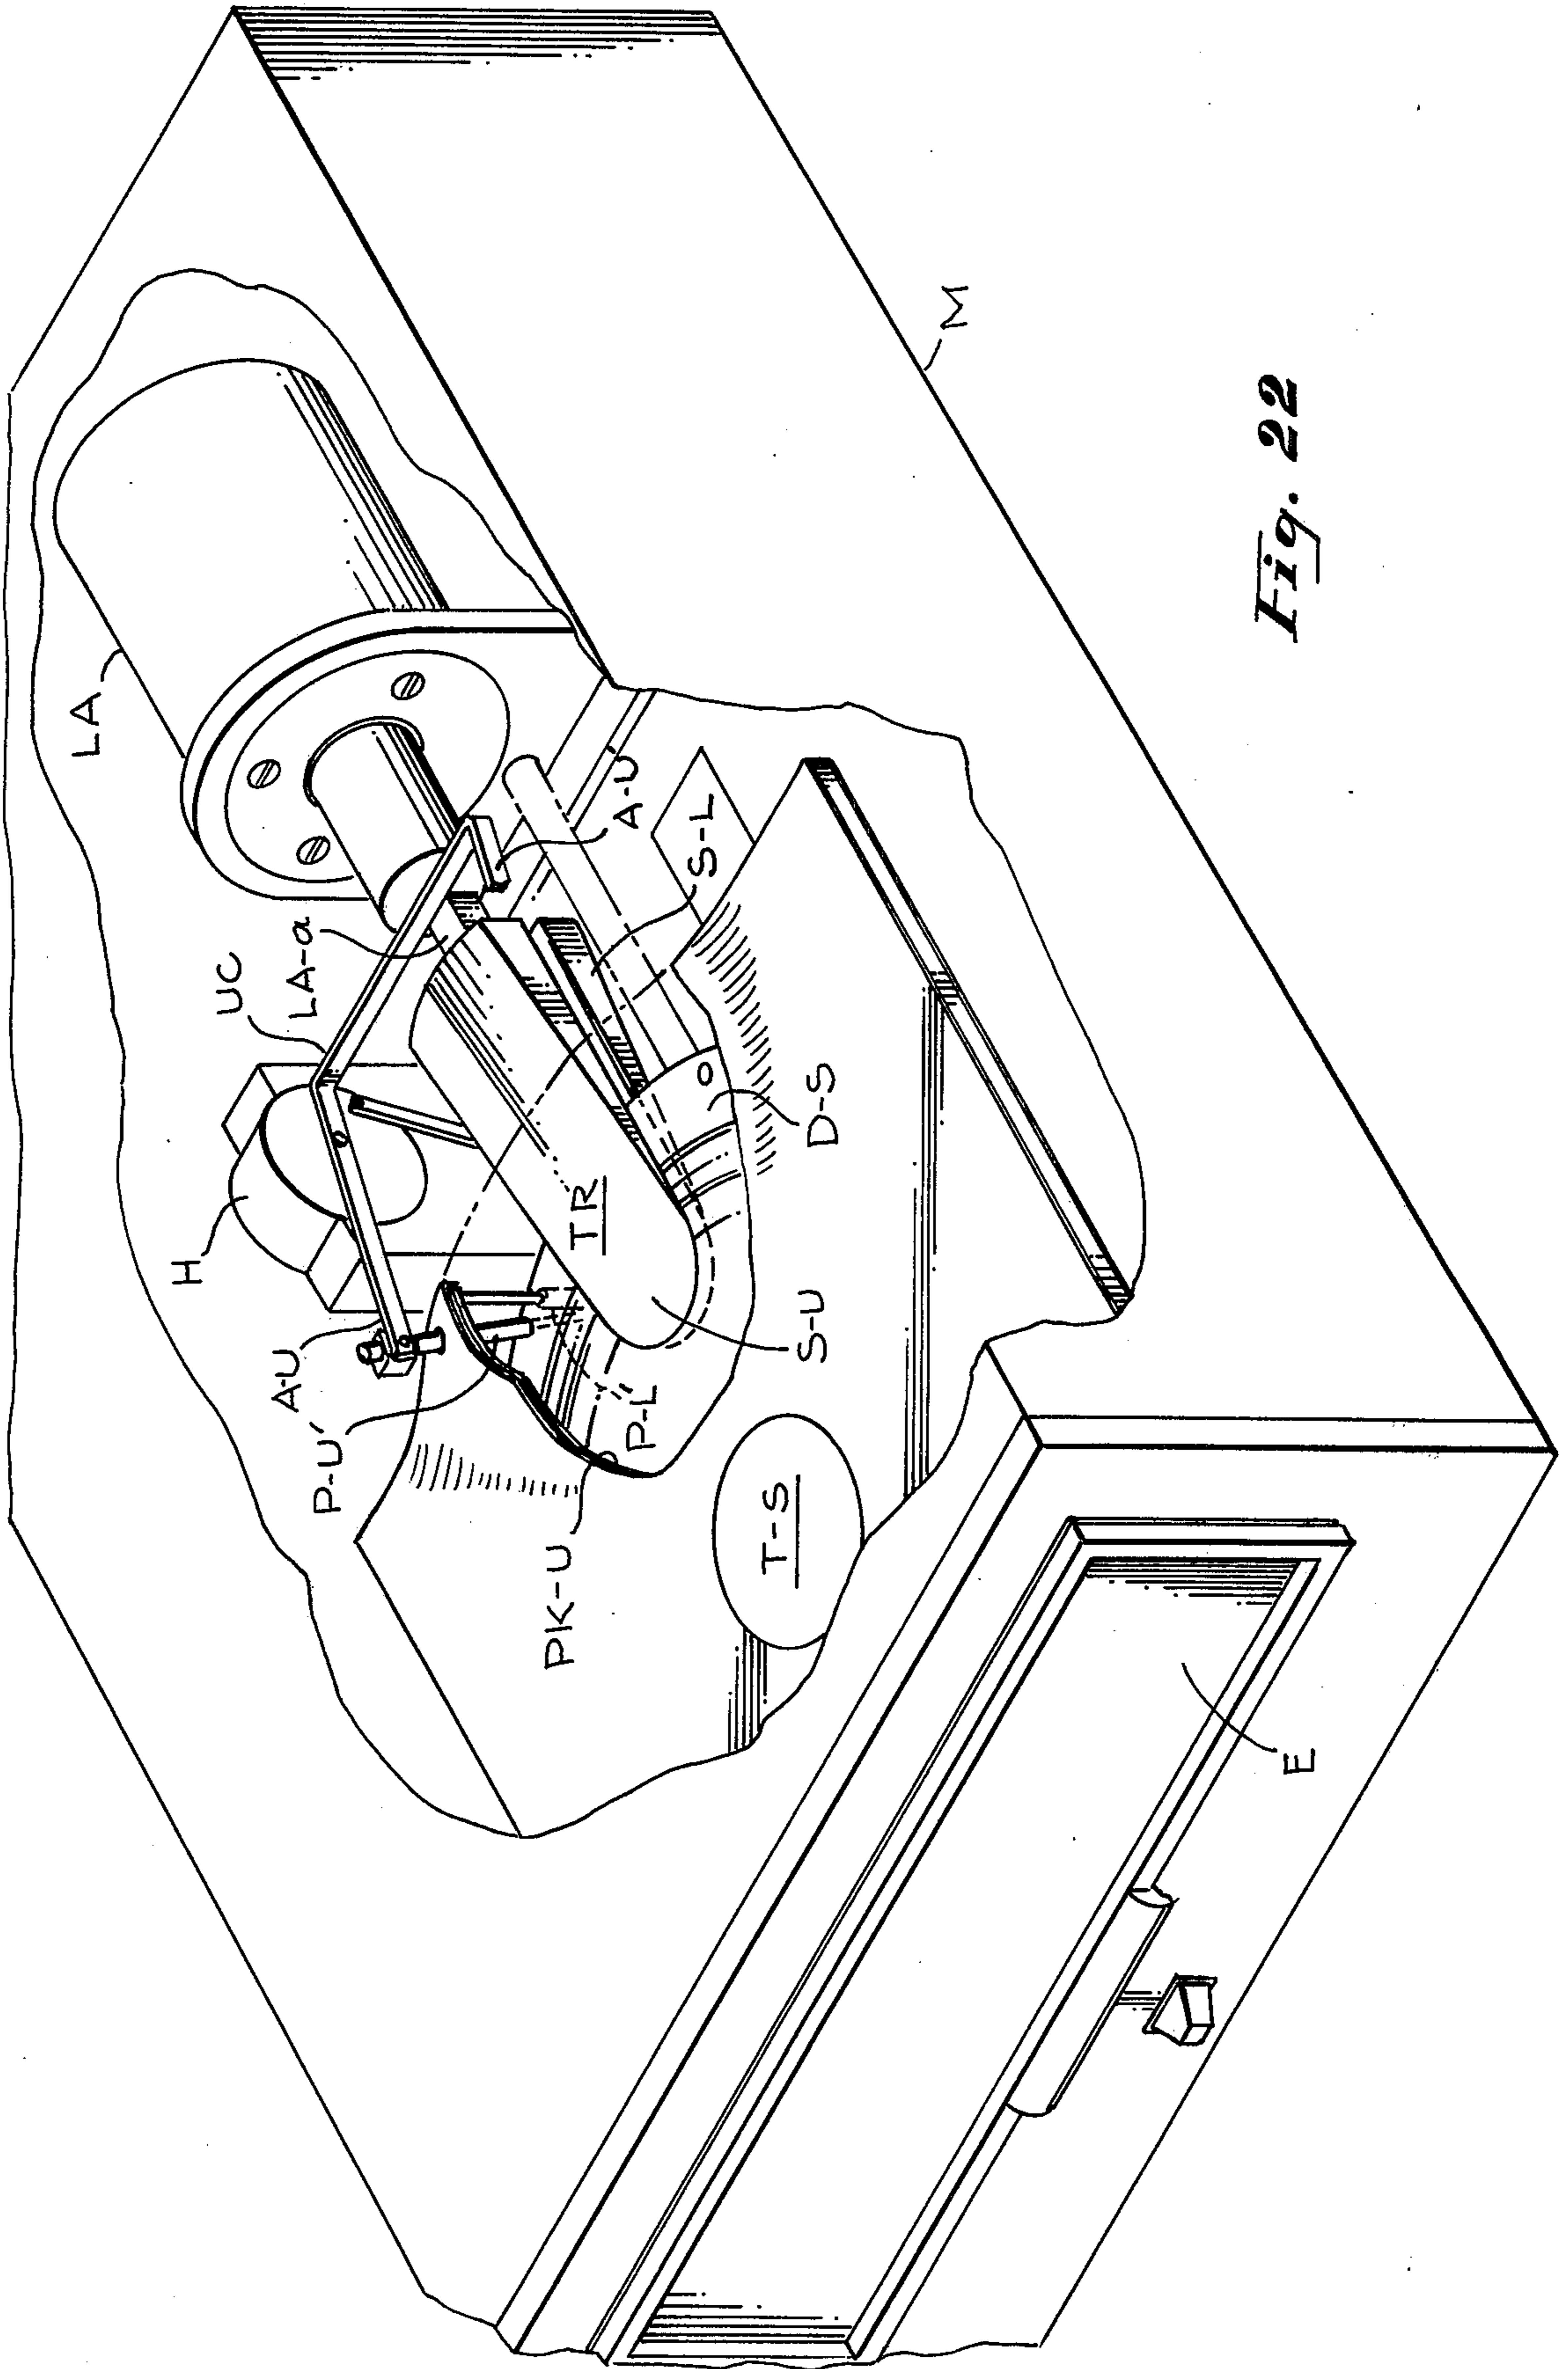 LA
UC
LA-a
H
A-U
P-U'
PK-U
P-L
TR
S-U
T-S
D-S
S-L
A-U
M
E
Fig. 22